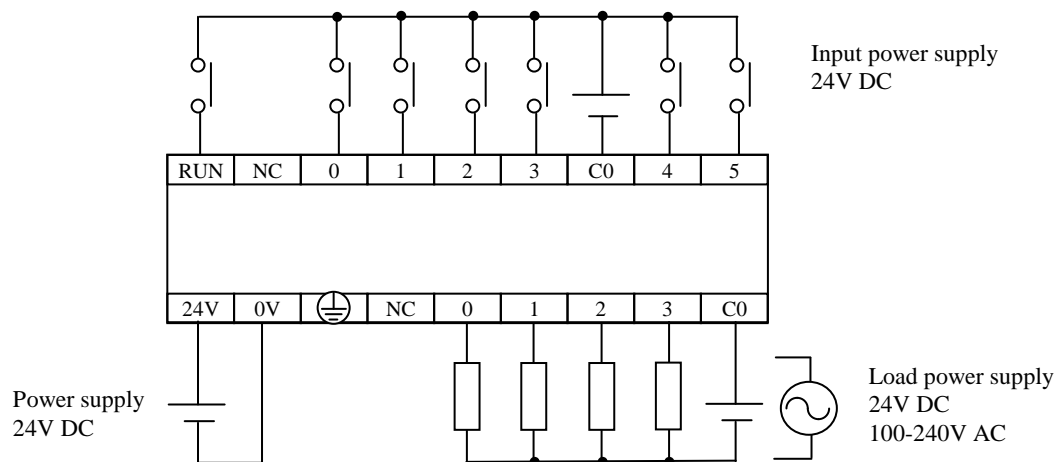 Input power supply
24V DC
RUN NC 0 1 2 3 C0 4 5
24V 0V NC 0 1 2 3 C0
Power supply
24V DC
Load power supply
24V DC
100-240V AC